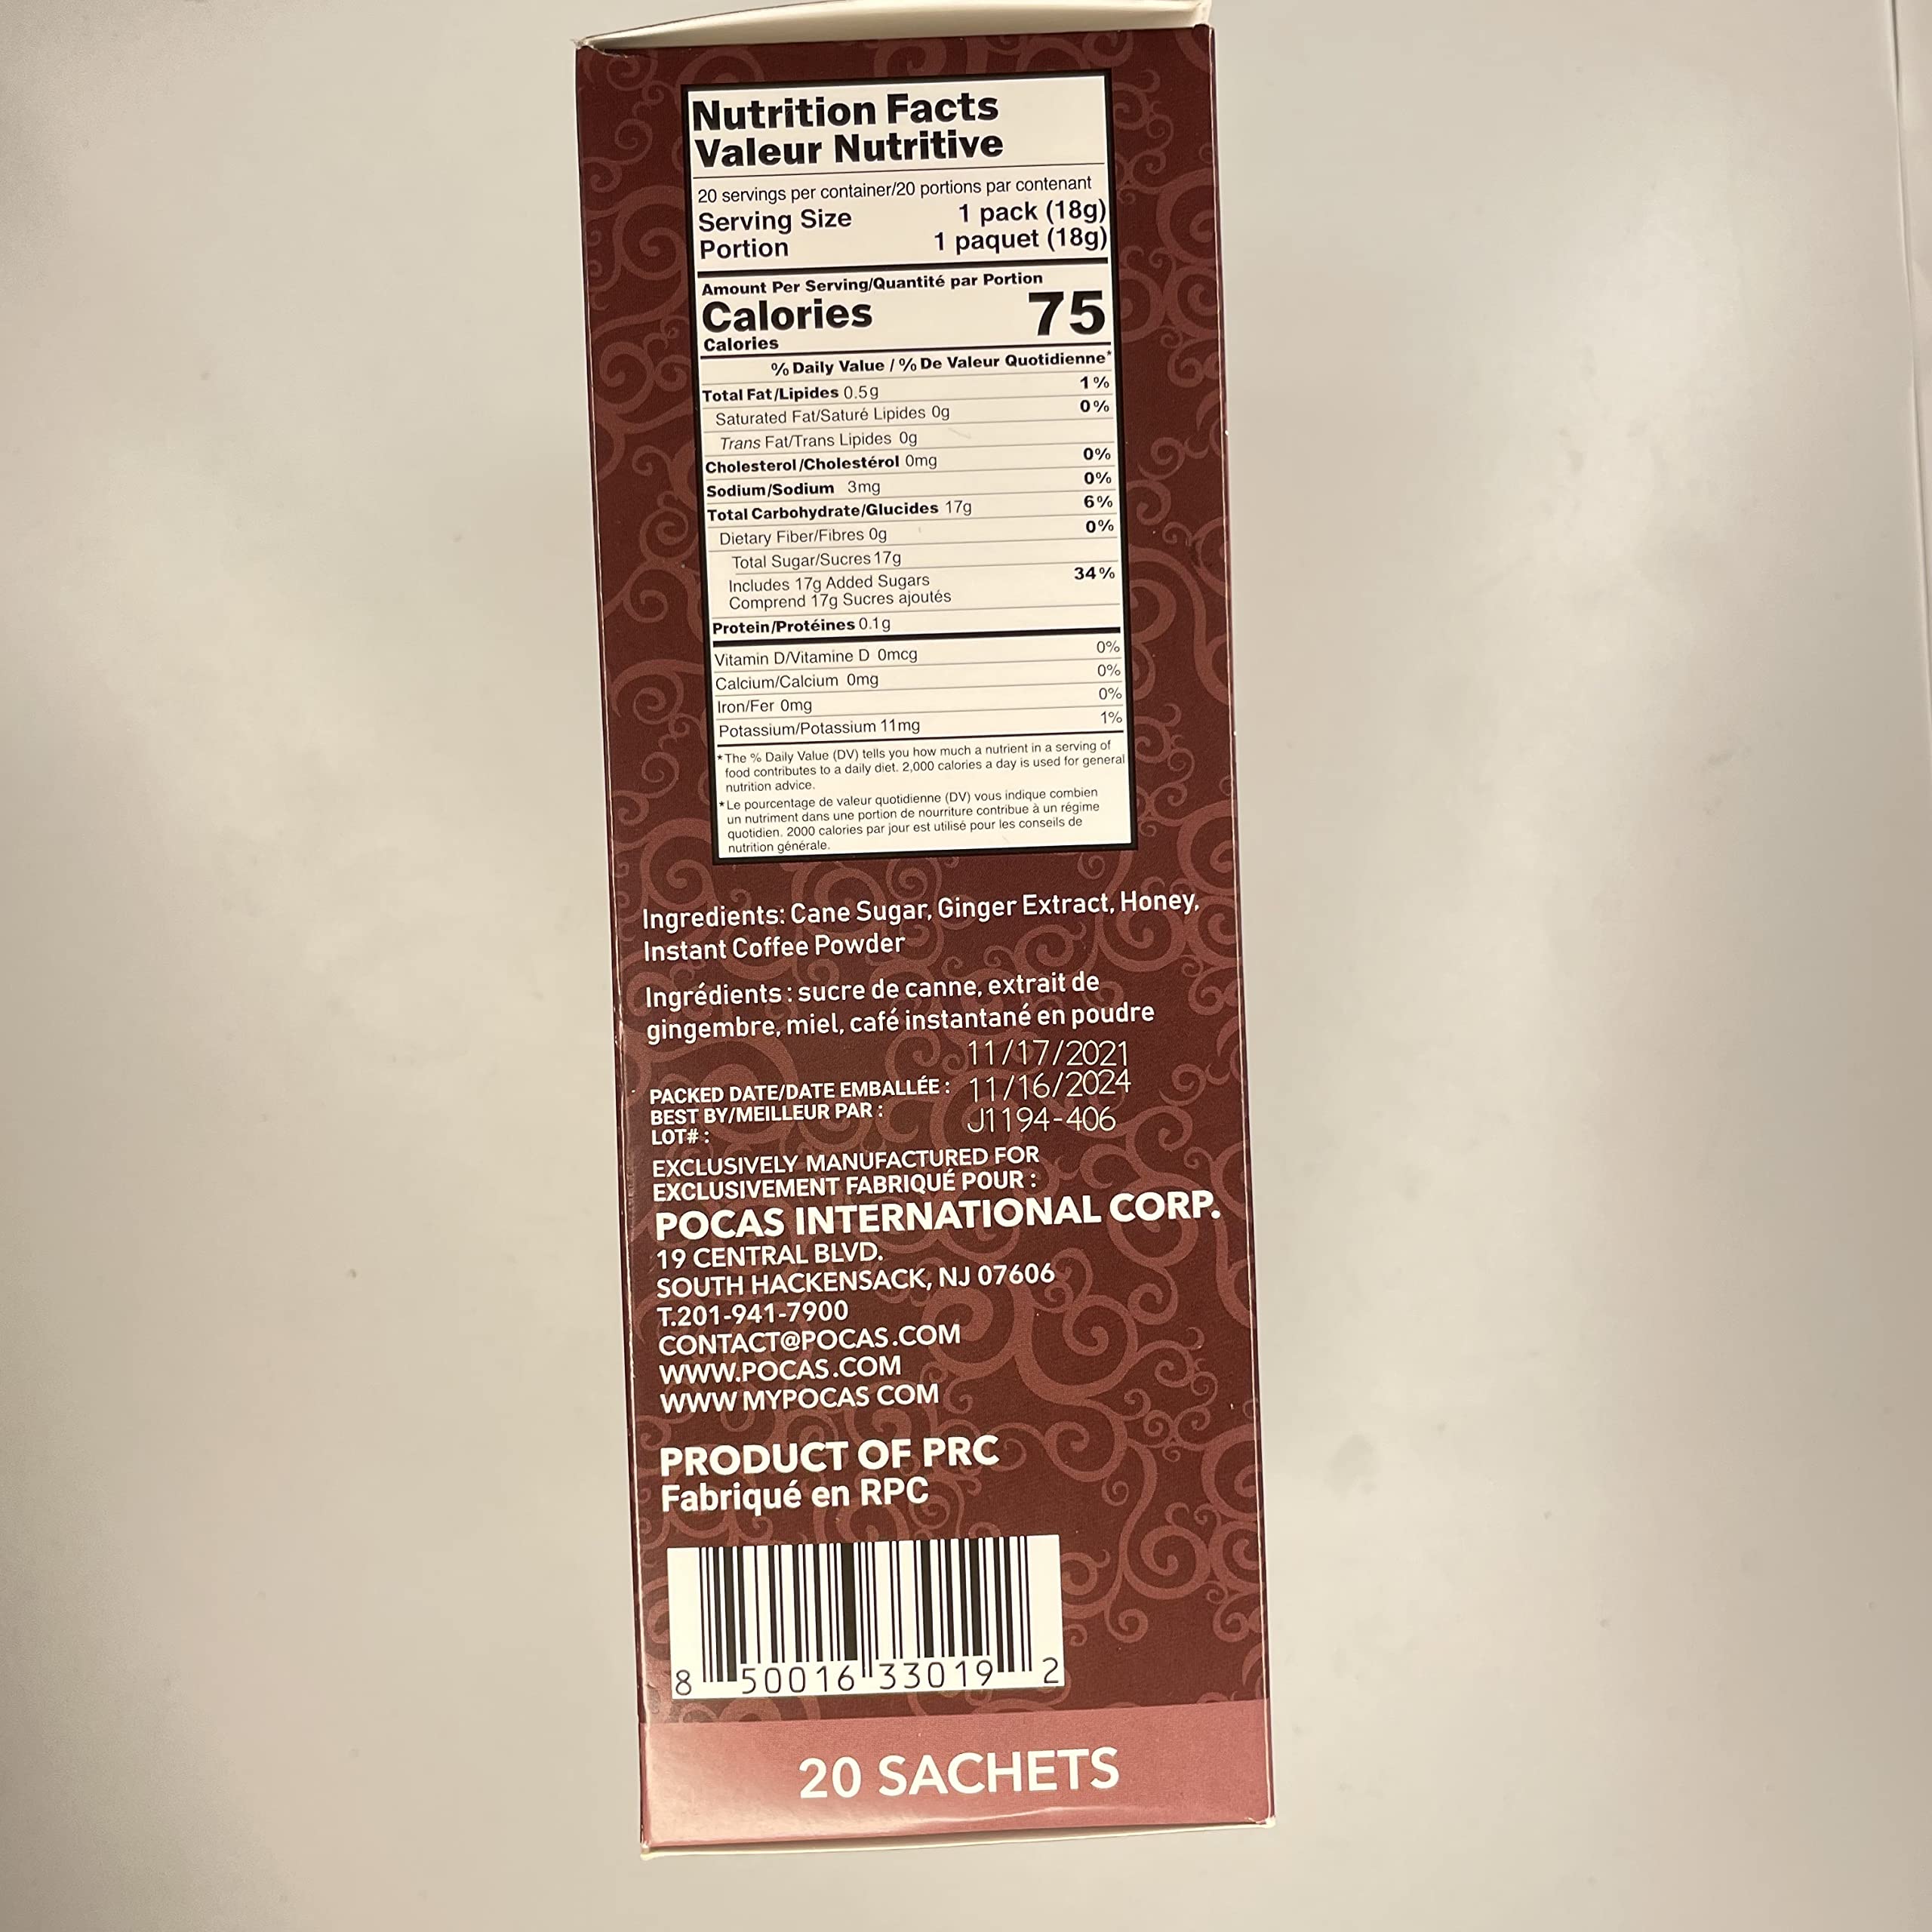 Nutrition Facts
Valeur Nutritive
20 servings per container/20 portions par contenant
Serving Size 1 pack (18g)
Portion 1 paquet (18g)
Amount Per Serving/Quantité par Portion
Calories 75
Calories
% Daily Value / % De Valeur Quotidienne*
Total Fat/Lipides 0.5g 1%
Saturated Fat/Saturé Lipides 0g 0%
Trans Fat/Trans Lipides 0g
Cholesterol/Cholestérol 0mg 0%
Sodium/Sodium 3mg 0%
Total Carbohydrate/Glucides 17g 6%
Dietary Fiber/Fibres 0g 0%
Total Sugar/Sucres 17g
Includes 17g Added Sugars 34%
Comprend 17g Sucres ajoutés
Protein/Protéines 0.1g
Vitamin D/Vitamine D 0mcg 0%
Calcium/Calcium 0mg 0%
Iron/Fer 0mg 0%
Potassium/Potassium 11mg 1%
*The % Daily Value (DV) tells you how much a nutrient in a serving of
food contributes to a daily diet. 2,000 calories a day is used for general
nutrition advice.
*Le pourcentage de valeur quotidienne (DV) vous indique combien
un nutriment dans une portion de nourriture contribue à un régime
quotidien. 2000 calories par jour est utilisé pour les conseils de
nutrition générale.
Ingredients: Cane Sugar, Ginger Extract, Honey,
Instant Coffee Powder
Ingrédients : sucre de canne, extrait de
gingembre, miel, café instantané en poudre
11/17/2021
PACKED DATE/DATE EMBALLÉE : 11/16/2024
BEST BY/MEILLEUR PAR : J1194-406
LOT# :
EXCLUSIVELY MANUFACTURED FOR
EXCLUSIVEMENT FABRIQUÉ POUR :
POCAS INTERNATIONAL CORP.
19 CENTRAL BLVD.
SOUTH HACKENSACK, NJ 07606
T.201-941-7900
CONTACT@POCAS.COM
WWW.POCAS.COM
WWW MYPOCAS COM
PRODUCT OF PRC
Fabriqué en RPC
8 50016 33019 2
20 SACHETS